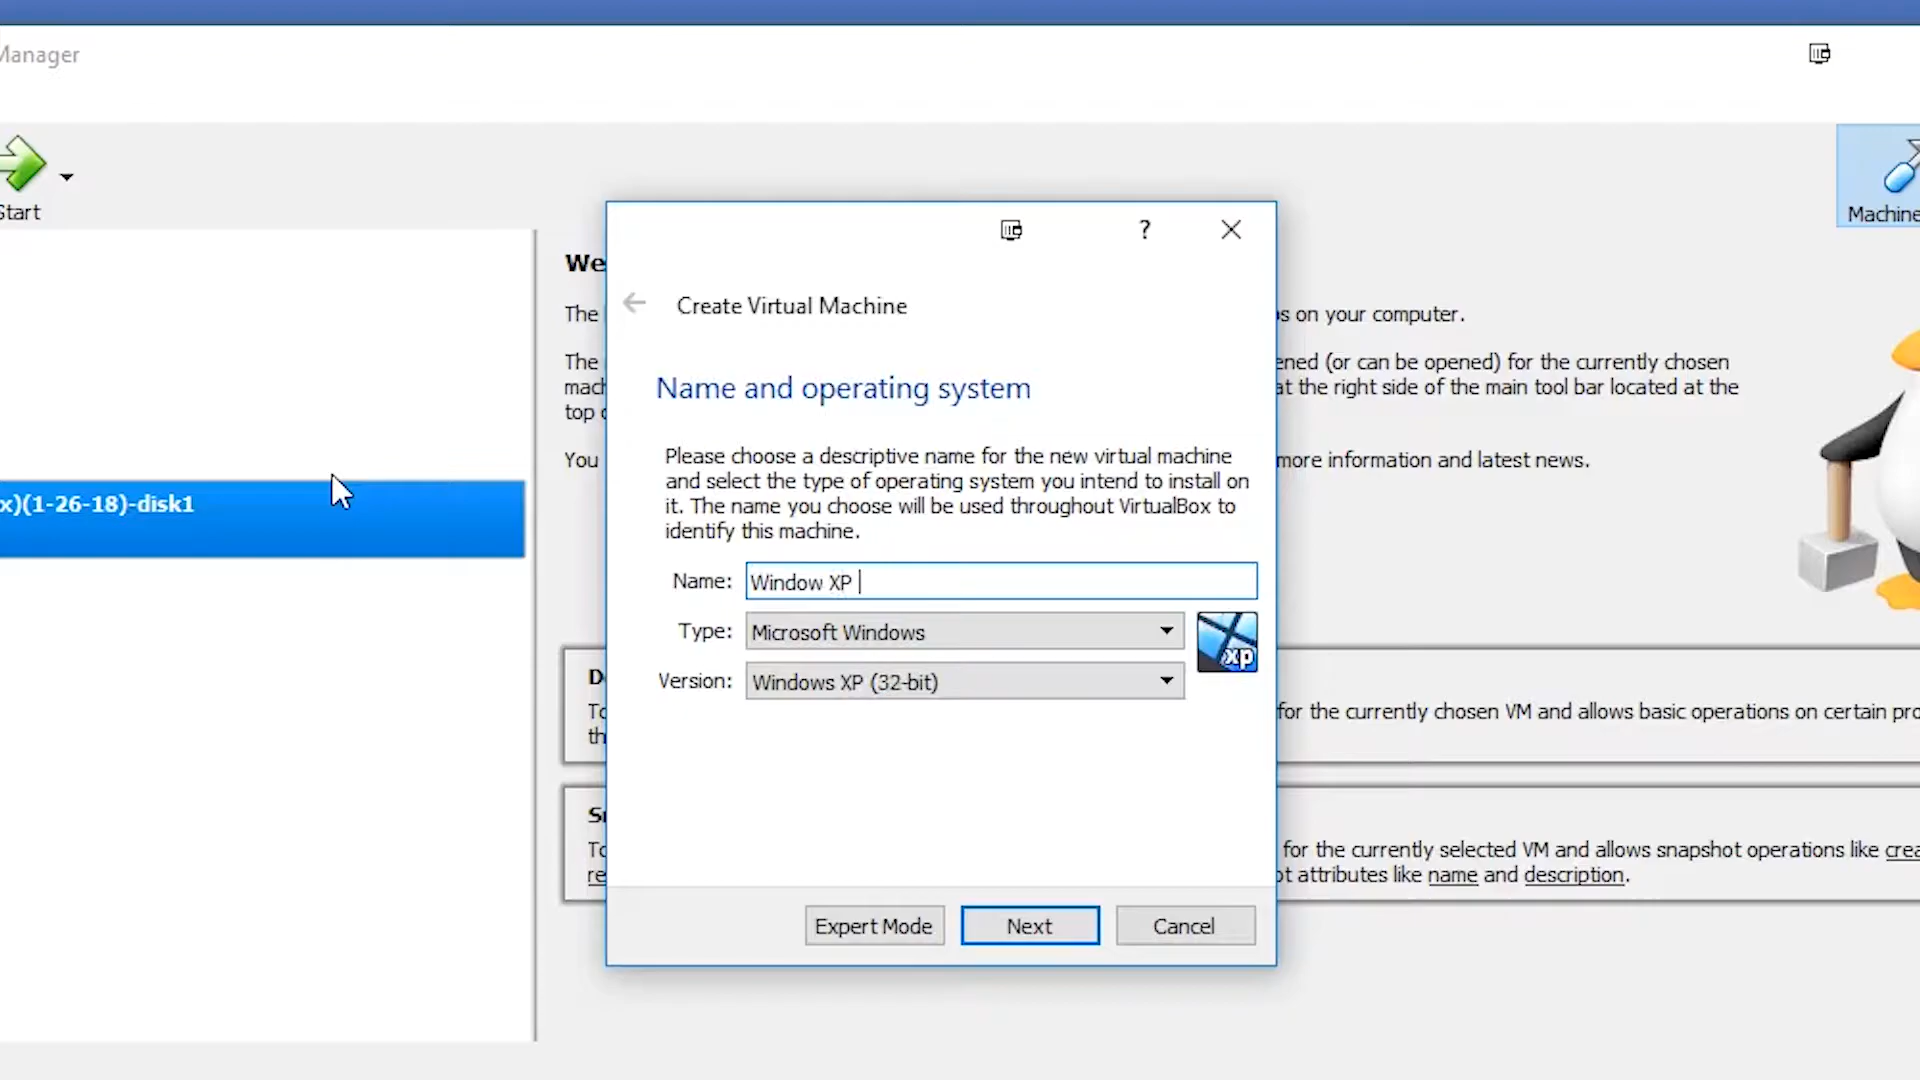 Manager
Start
Machine
x)(1-26-18)-disk1
We
The
s on your computer.
The
ened (or can be opened) for the currently chosen
mach
at the right side of the main tool bar located at the
top
You
more information and latest news.
?
Create Virtual Machine
Name and operating system
Please choose a descriptive name for the new virtual machine
and select the type of operating system you intend to install on
it. The name you choose will be used throughout VirtualBox to
identify this machine.
Name: Window XP
Type: Microsoft Windows
xp
Version: Windows XP (32-bit)
D
To
for the currently chosen VM and allows basic operations on certain pro
th
S
To
for the currently selected VM and allows snapshot operations like crea
re
ot attributes like name and description.
Expert Mode
Next
Cancel